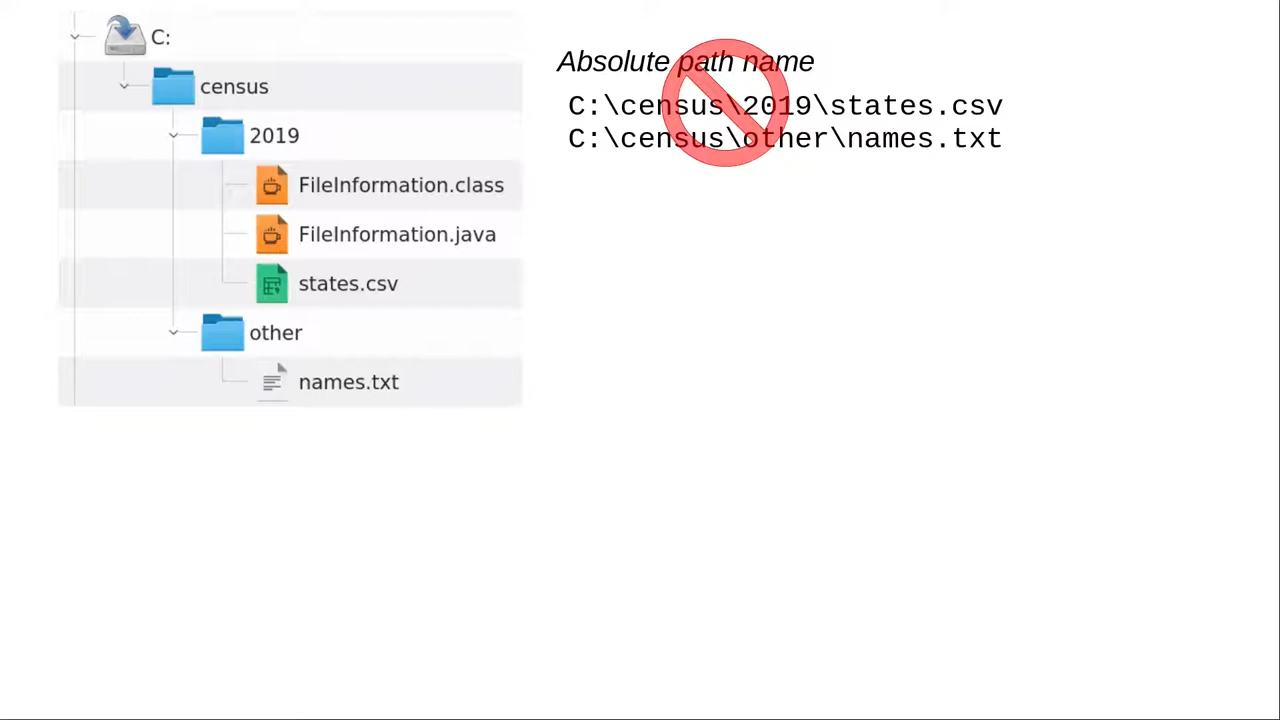 C:
census
2019
FileInformation.class
FileInformation.java
states.csv
other
names.txt
Absolute path name
C:\census\2019\states.csv
C:\census\other\names.txt